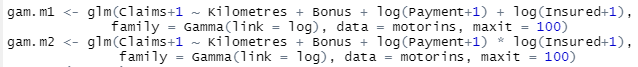 gam.m1 <- glm(Claims+1 ~ Kilometres + Bonus + log(Payment+1) + log(Insured+1),
family = Gamma(link = log), data = motorins, maxit = 100)
gam.m2 <- glm(Claims+1 ~ Kilometres + Bonus + log(Payment+1) * log(Insured+1),
family = Gamma(link = log), data = motorins, maxit = 100)